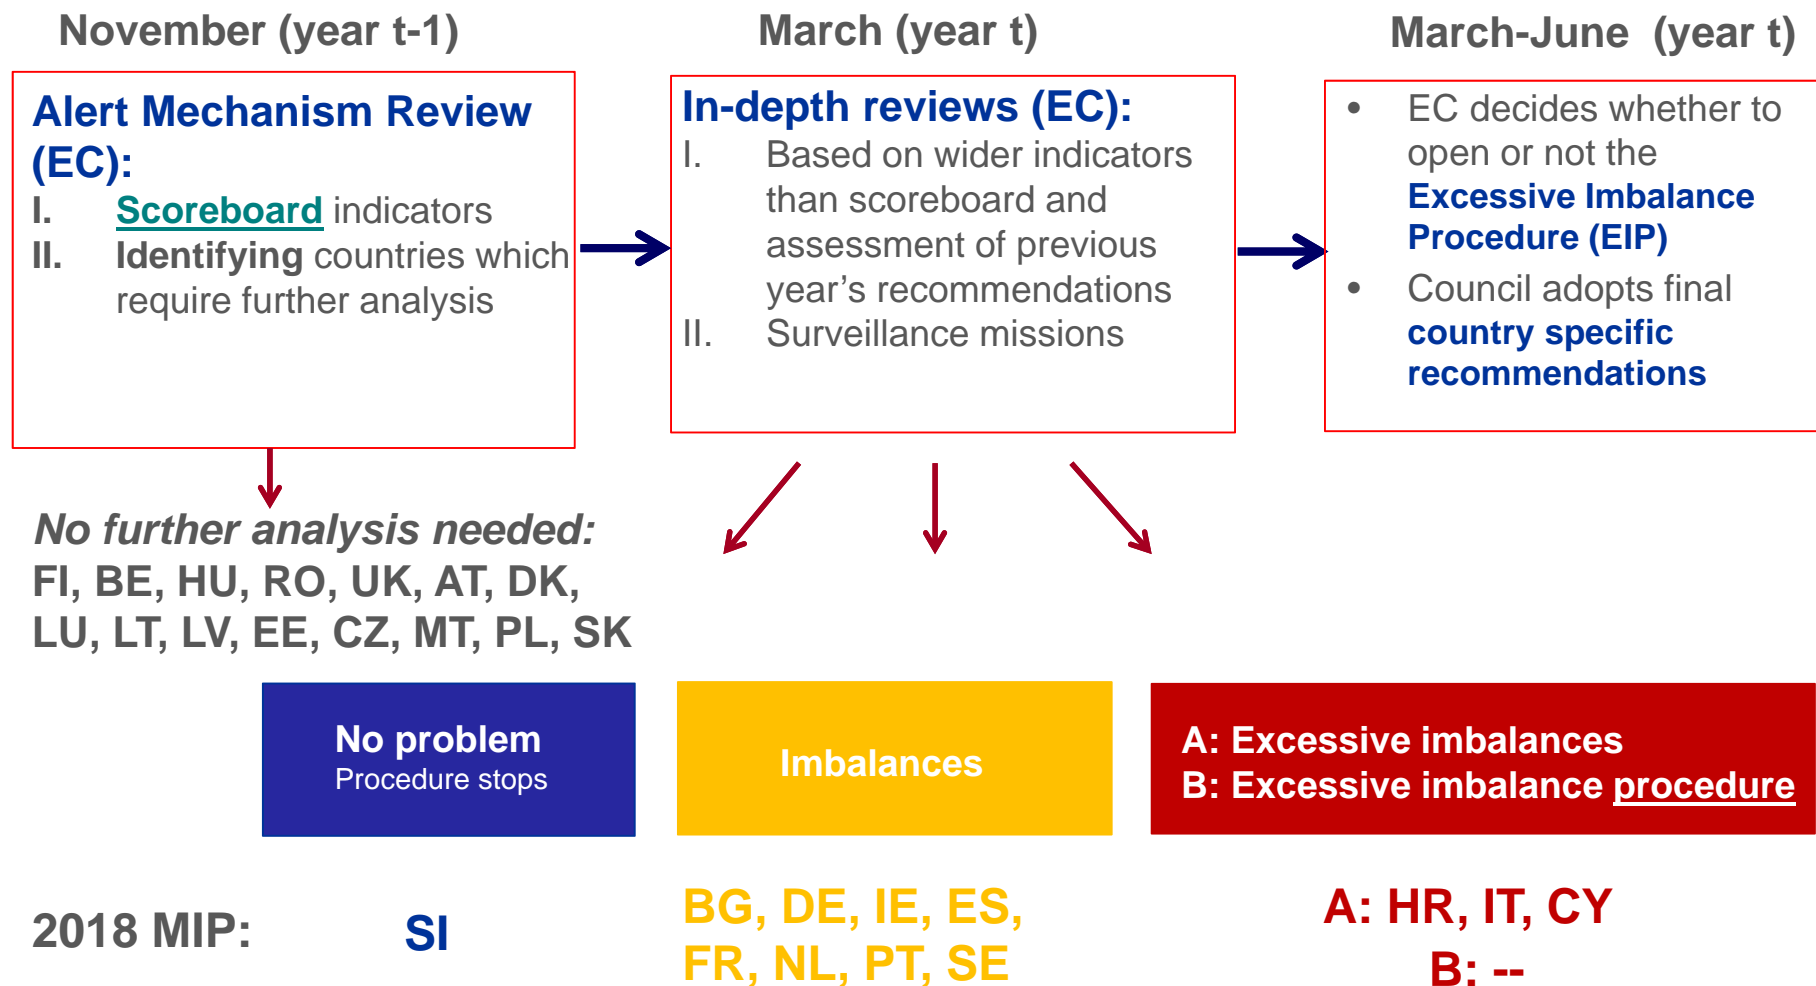 November (year t-1)
Alert Mechanism Review
(EC):
I. Scoreboard indicators
II. Identifying countries which
require further analysis
March (year t)
In-depth reviews (EC):
I. Based on wider indicators
than scoreboard and
assessment of previous
year’s recommendations
II. Surveillance missions
March-June (year t)
• EC decides whether to
open or not the
Excessive Imbalance
Procedure (EIP)
• Council adopts final
country specific
recommendations
No further analysis needed:
FI, BE, HU, RO, UK, AT, DK,
LU, LT, LV, EE, CZ, MT, PL, SK
No problem
Procedure stops
Imbalances
A: Excessive imbalances
B: Excessive imbalance procedure
2018 MIP:
SI
BG, DE, IE, ES,
FR, NL, PT, SE
A: HR, IT, CY
B: --